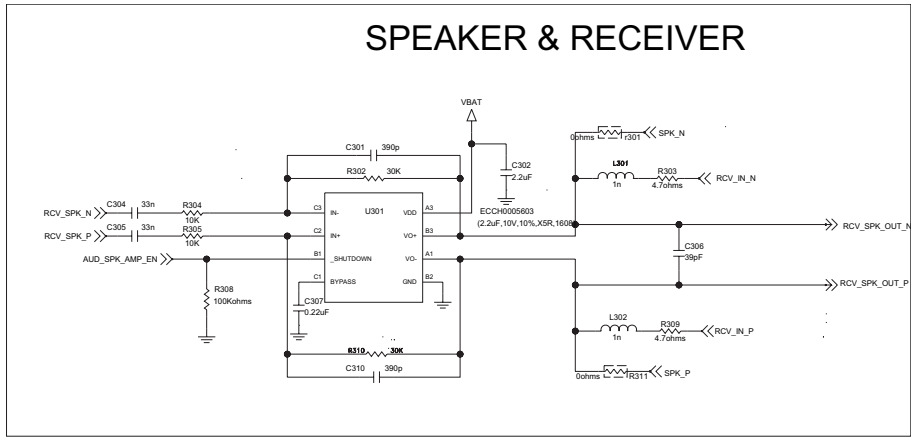 SPEAKER & RECEIVER
VBAT
0ohms r301 SPK_N
C301 390p
C302
2.2uF
L301
1n
R303
4.7ohms
RCV_IN_N
R302 30K
ECCH0005603
(2.2uF,10V,10%,X5R,1608
RCV_SPK_N
C304 33n
R304
10K
C3 IN-
U301
VDD A3
RCV_SPK_P
C305 33n
R305
10K
C2 IN+
VO+ B3
RCV_SPK_OUT_N
AUD_SPK_AMP_EN
B1 _SHUTDOWN
VO- A1
C306
39pF
C1 BYPASS
GND B2
RCV_SPK_OUT_P
R308
100Kohms
C307
0.22uF
L302
1n
R309
4.7ohms
RCV_IN_P
R310 30K
C310 390p
0ohms R311 SPK_P